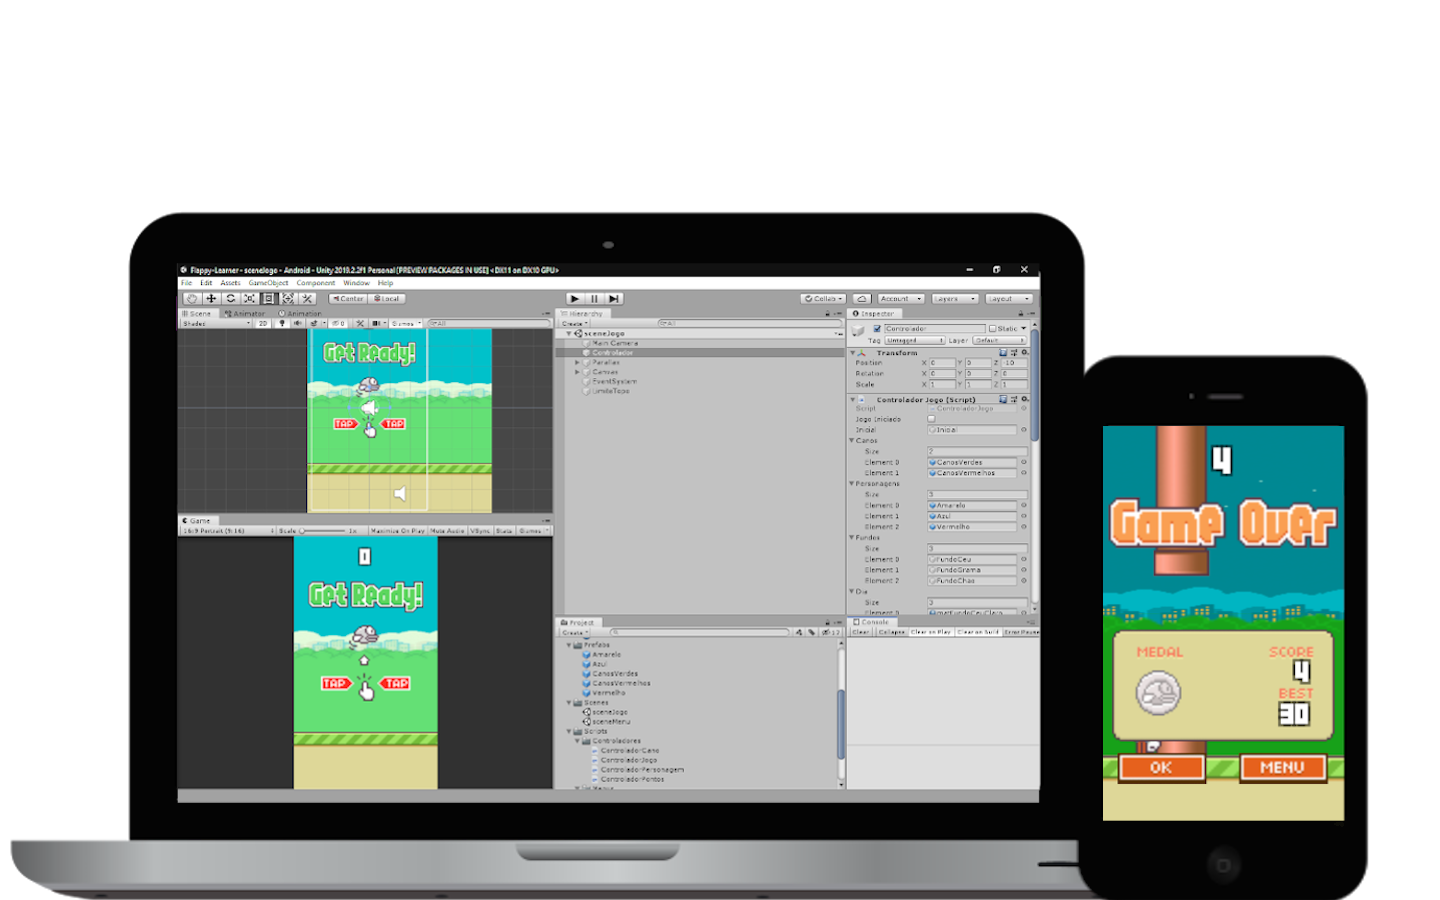 Flappy-Learner - sceneJogo - Android - Unity 2019.2.2f1 Personal [PREVIEW PACKAGES IN USE] <DX11 on DX10 GPU>
File Edit Assets GameObject Component Window Help
Center Local
Collab Account Layers Layout
Scene Animator Animation
Shaded 2D Gizmos All
Get Ready!
TAP TAP
Game
16:9 Portrait (9:16) Scale 1x Maximize On Play Mute Audio VSync Stats Gizmos
Get Ready!
TAP TAP
Hierarchy
Create All
sceneJogo
Main Camera
Controlador
Parallax
Canvas
EventSystem
LimiteTopo
Project
Create
Prefabs
Amarelo
Azul
CanosVerdes
CanosVermelhos
Vermelho
Scenes
sceneJogo
sceneMenu
Scripts
Controladores
ControladorCano
ControladorJogo
ControladorPersonagem
ControladorPontos
Inspector
Controlador Static
Tag Untagged Layer Default
Transform
Position X 0 Y 0 Z -10
Rotation X 0 Y 0 Z 0
Scale X 1 Y 1 Z 1
Controlador Jogo (Script)
Script ControladorJogo
Jogo Iniciado
Inicial Inicial
Canos
Size 2
Element 0 CanosVerdes
Element 1 CanosVermelhos
Personagens
Size 3
Element 0 Amarelo
Element 1 Azul
Element 2 Vermelho
Fundos
Size 3
Element 0 FundoCeu
Element 1 FundoGrama
Element 2 FundoChao
Dia
Size 3
Element 0 matFundoCeuClaro
Console
Clear Collapse Clear on Play Clear on Build Error Pause
4
Game Over
MEDAL SCORE
4
BEST
30
OK MENU